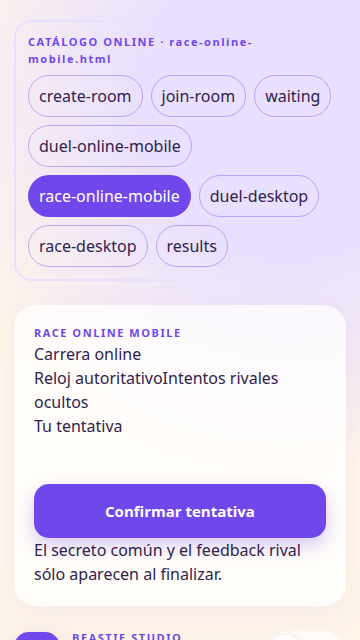 CATÁLOGO ONLINE · race-online-
mobile.html
create-room join-room waiting
duel-online-mobile
race-online-mobile duel-desktop
race-desktop results
RACE ONLINE MOBILE
Carrera online
Reloj autoritativoIntentos rivales
ocultos
Tu tentativa
Confirmar tentativa
El secreto común y el feedback rival
sólo aparecen al finalizar.
BEASTIE STUDIO